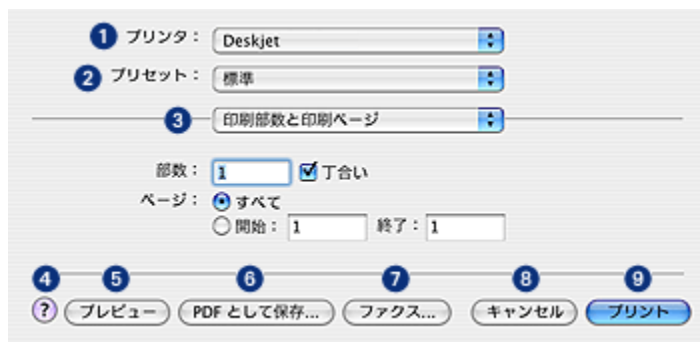 1 プリンタ： Deskjet
2 プリセット： 標準
3 印刷部数と印刷ページ
部数： 1 丁合い
ページ： すべて
開始： 1 終了： 1
4 5 6 7 8 9
? プレビュー PDF として保存... ファクス... キャンセル プリント